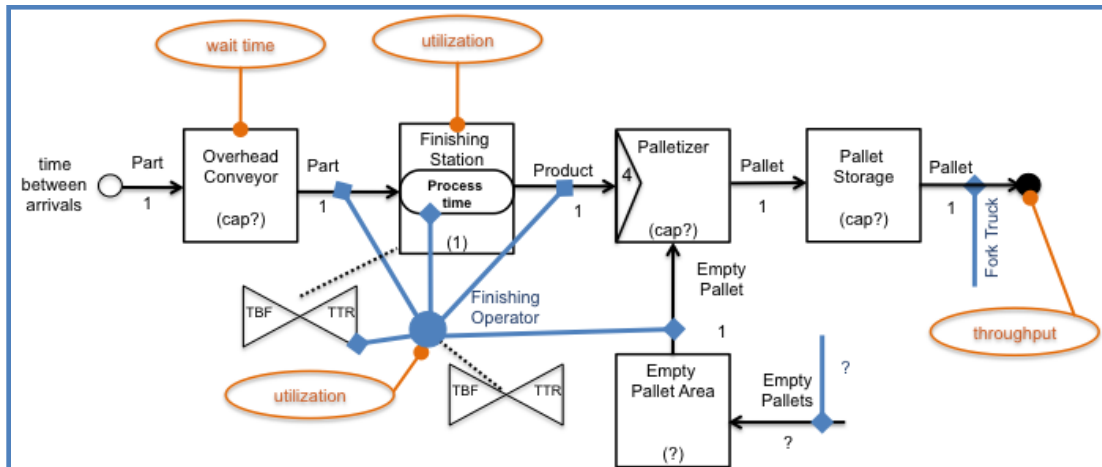 wait time
utilization
time
between
arrivals
Part
1
Overhead
Conveyor
(cap?)
Part
1
Finishing
Station
Process
time
(1)
Product
1
4
Palletizer
(cap?)
Pallet
1
Pallet
Storage
(cap?)
Pallet
1
Fork Truck
throughput
TBF
TTR
Finishing
Operator
Empty
Pallet
1
utilization
TBF
TTR
Empty
Pallet Area
(?)
Empty
Pallets
?
?